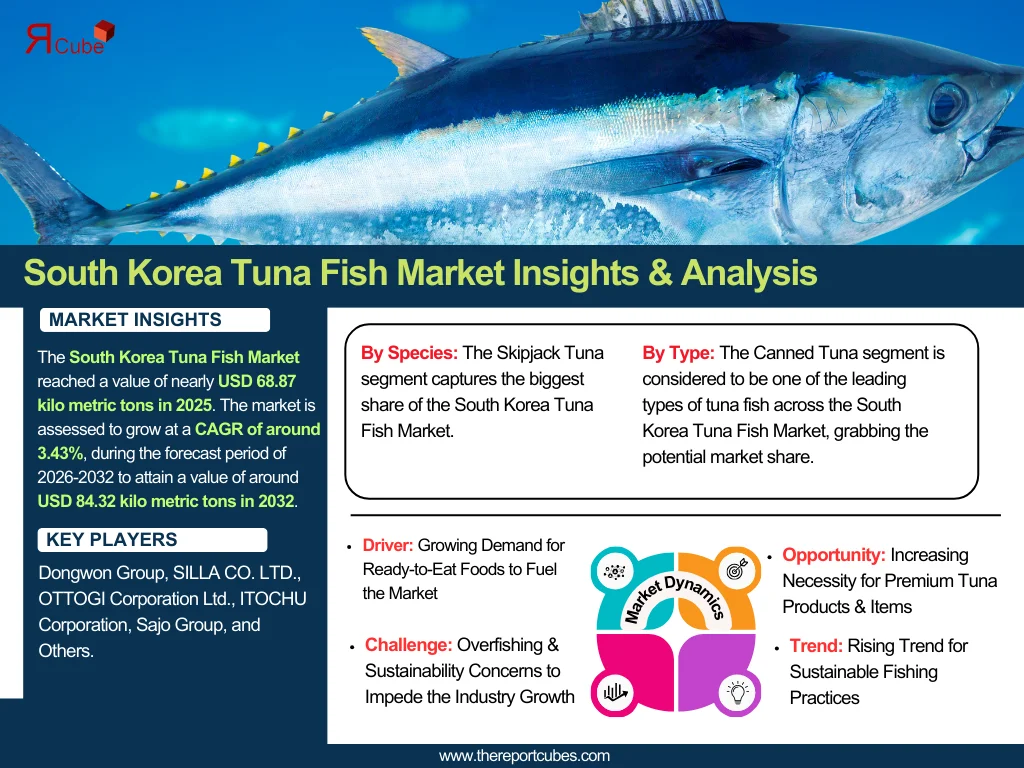 Я Cube
South Korea Tuna Fish Market Insights & Analysis
MARKET INSIGHTS
The South Korea Tuna Fish Market
reached a value of nearly USD 68.87
kilo metric tons in 2025. The market is
assessed to grow at a CAGR of around
3.43%, during the forecast period of
2026-2032 to attain a value of around
USD 84.32 kilo metric tons in 2032.
KEY PLAYERS
Dongwon Group, SILLA CO. LTD.,
OTTOGI Corporation Ltd., ITOCHU
Corporation, Sajo Group, and
Others.
By Species: The Skipjack Tuna
segment captures the biggest
share of the South Korea Tuna
Fish Market.
By Type: The Canned Tuna segment is
considered to be one of the leading
types of tuna fish across the South
Korea Tuna Fish Market, grabbing the
potential market share.
• Driver: Growing Demand for
Ready-to-Eat Foods to Fuel
the Market
• Challenge: Overfishing &
Sustainability Concerns to
Impede the Industry Growth
Market Dynamics
• Opportunity: Increasing
Necessity for Premium Tuna
Products & Items
• Trend: Rising Trend for
Sustainable Fishing
Practices
www.thereportcubes.com